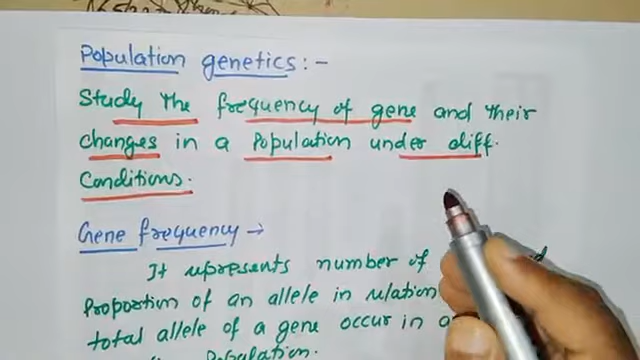 Population genetics:-
Study The frequency of gene and their
changes in a Population under diff.
Conditions.
Gene frequency →
It represents number of
Proportion of an allele in relation
total allele of a gene occur in a
Population.